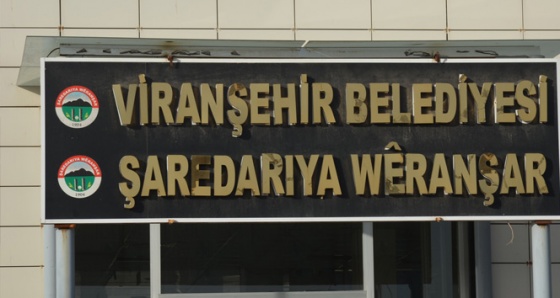 VİRANŞEHİR BELEDİYESİ
ŞAREDARIYA WÊRANŞAR